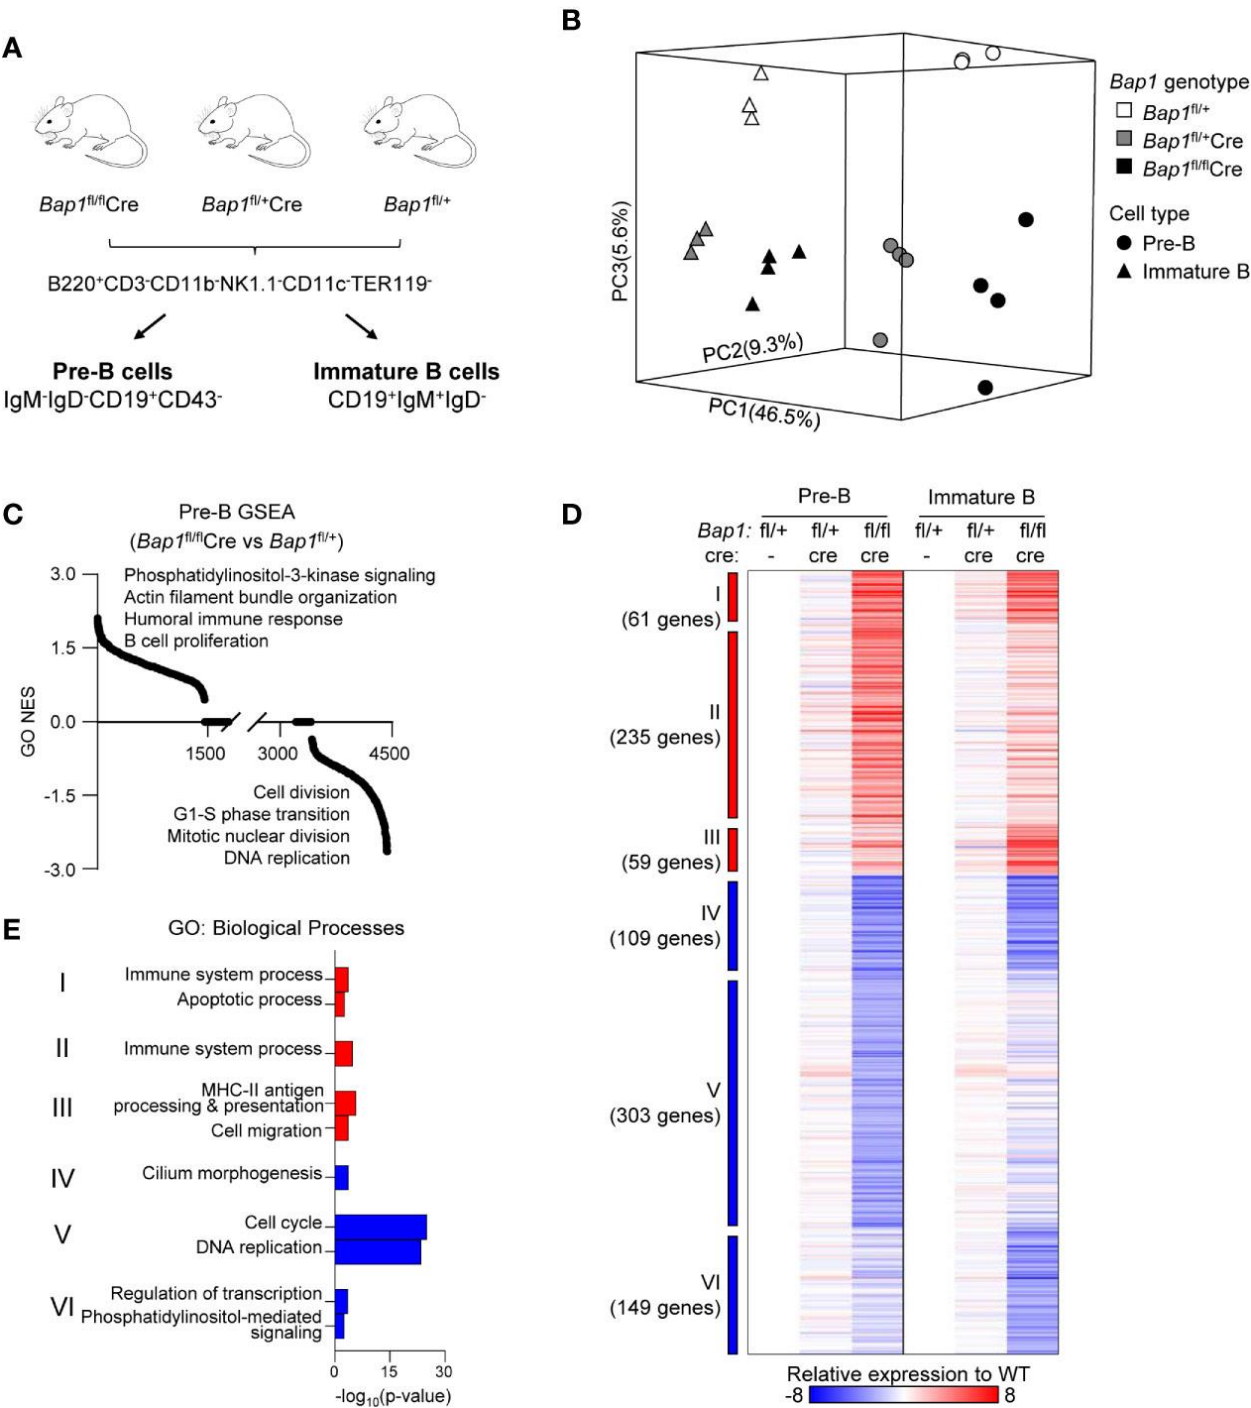 A
Bap1fl/flCre
Bap1fl/+Cre
Bap1fl/+
B220+CD3-CD11b-NK1.1-CD11c-TER119-
Pre-B cells
IgM-IgD-CD19+CD43-
Immature B cells
CD19+IgM+IgD-
B
PC3(5.6%)
PC2(9.3%)
PC1(46.5%)
Bap1 genotype
Bap1fl/+
Bap1fl/+Cre
Bap1fl/flCre
Cell type
Pre-B
Immature B
C
Pre-B GSEA
(Bap1fl/flCre vs Bap1fl/+)
GO NES
3.0
1.5
0.0
-1.5
-3.0
Phosphatidylinositol-3-kinase signaling
Actin filament bundle organization
Humoral immune response
B cell proliferation
1500
3000
4500
Cell division
G1-S phase transition
Mitotic nuclear division
DNA replication
D
Pre-B
Immature B
Bap1: fl/+ fl/+ fl/fl fl/+ fl/+ fl/fl
cre: - cre cre - cre cre
I
(61 genes)
II
(235 genes)
III
(59 genes)
IV
(109 genes)
V
(303 genes)
VI
(149 genes)
Relative expression to WT
-8
8
E
GO: Biological Processes
I
Immune system process
Apoptotic process
II
Immune system process
III
MHC-II antigen
processing & presentation
Cell migration
IV
Cilium morphogenesis
V
Cell cycle
DNA replication
VI
Regulation of transcription
Phosphatidylinositol-mediated
signaling
0 15 30
-log10(p-value)